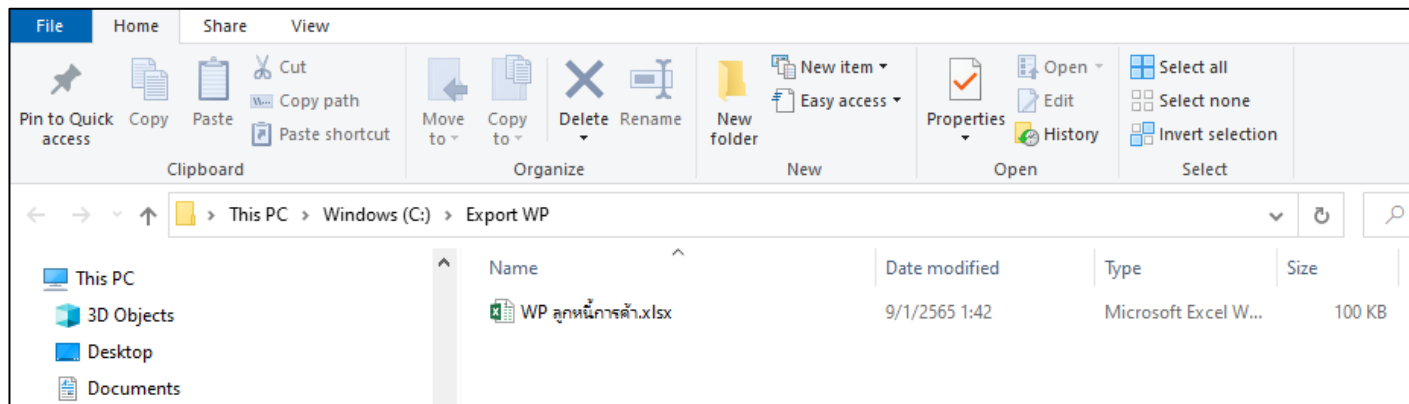 File Home Share View
Pin to Quick access
Copy
Paste
Cut
Copy path
Paste shortcut
Clipboard
Move to
Copy to
Delete
Rename
Organize
New folder
New item
Easy access
New
Properties
Open
Edit
History
Open
Select all
Select none
Invert selection
Select
This PC > Windows (C:) > Export WP
This PC
3D Objects
Desktop
Documents
Name Date modified Type Size
WP ลูกหนี้การค้า.xlsx 9/1/2565 1:42 Microsoft Excel W... 100 KB